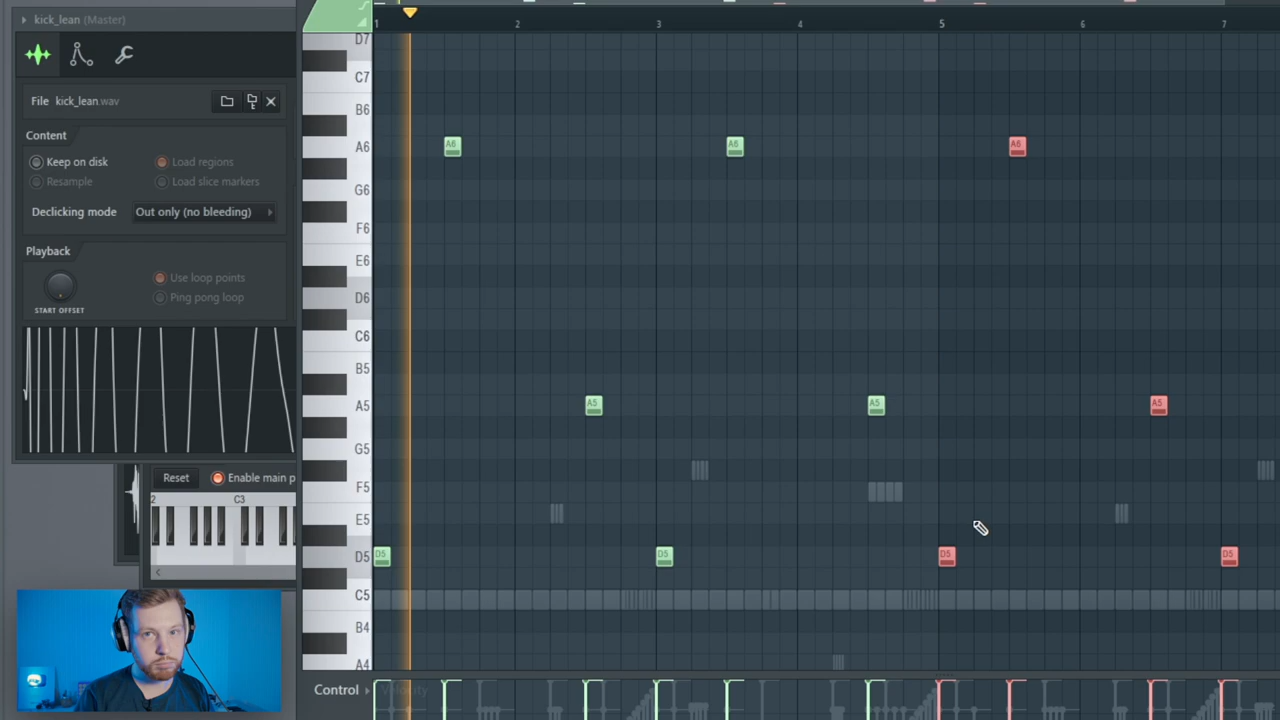 kick_lean (Master)
File kick_lean.wav
Content
Keep on disk Load regions
Resample Load slice markers
Declicking mode Out only (no bleeding)
Playback
Use loop points
Ping pong loop
START OFFSET
Reset Enable main p
2 C3
1 2 3 4 5 6 7
D7
C7
B6
A6 A6 A6 A6
G6
F6
E6
D6
C6
B5
A5 A5 A5 A5
G5
F5
E5
D5 D5 D5 D5 D5
C5
B4
A4
Control Velocity